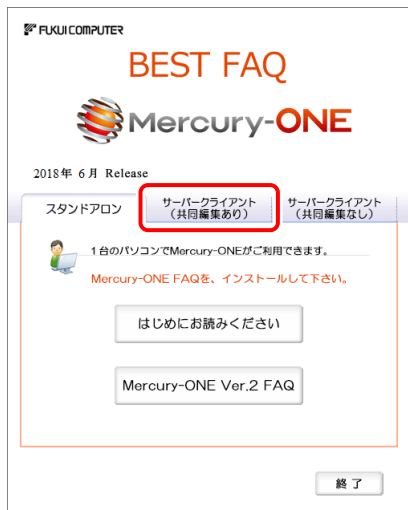 FUKUI COMPUTER
BEST FAQ
Mercury-ONE
2018年 6月 Release
スタンドアロン
サーバークライアント
（共同編集あり）
サーバークライアント
（共同編集なし）
1台のパソコンでMercury-ONEがご利用できます。
Mercury-ONE FAQを、インストールして下さい。
はじめにお読みください
Mercury-ONE Ver.2 FAQ
終 了